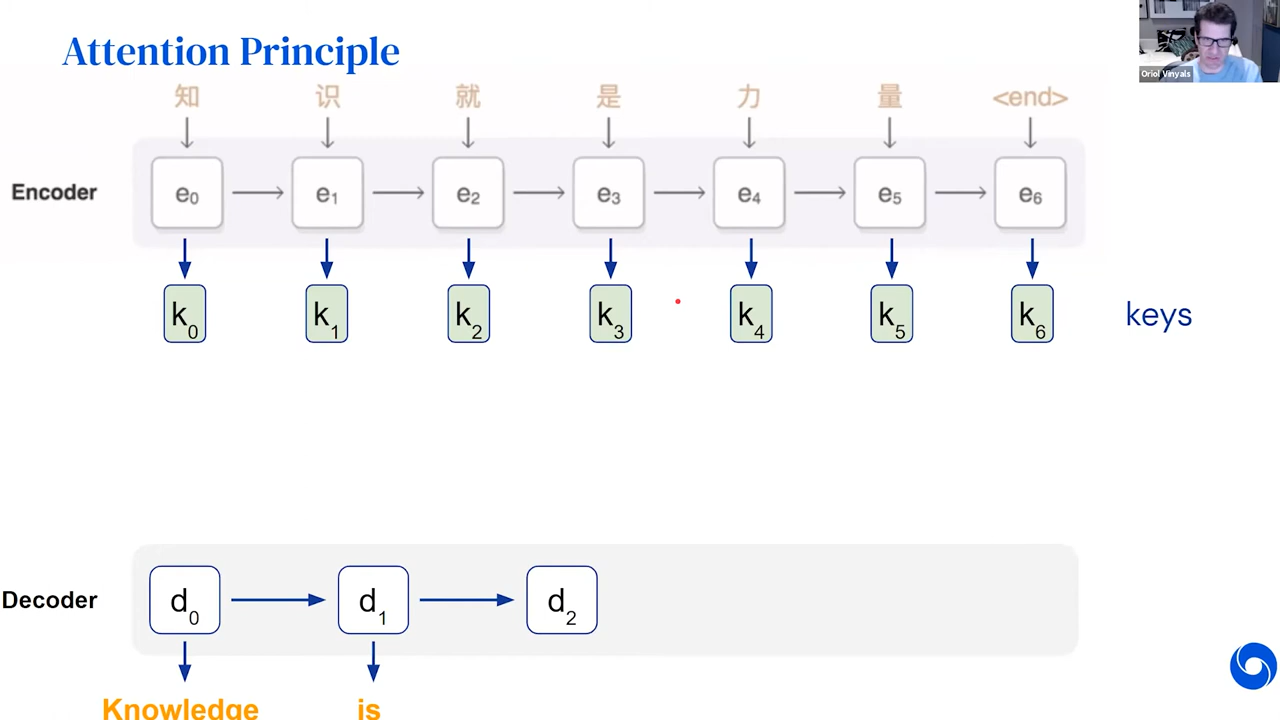 Attention Principle
Oriol Vinyals
知 识 就 是 力 量 <end>
Encoder e₀ e₁ e₂ e₃ e₄ e₅ e₆
k₀ k₁ k₂ k₃ k₄ k₅ k₆ keys
Decoder d₀ d₁ d₂
Knowledge is